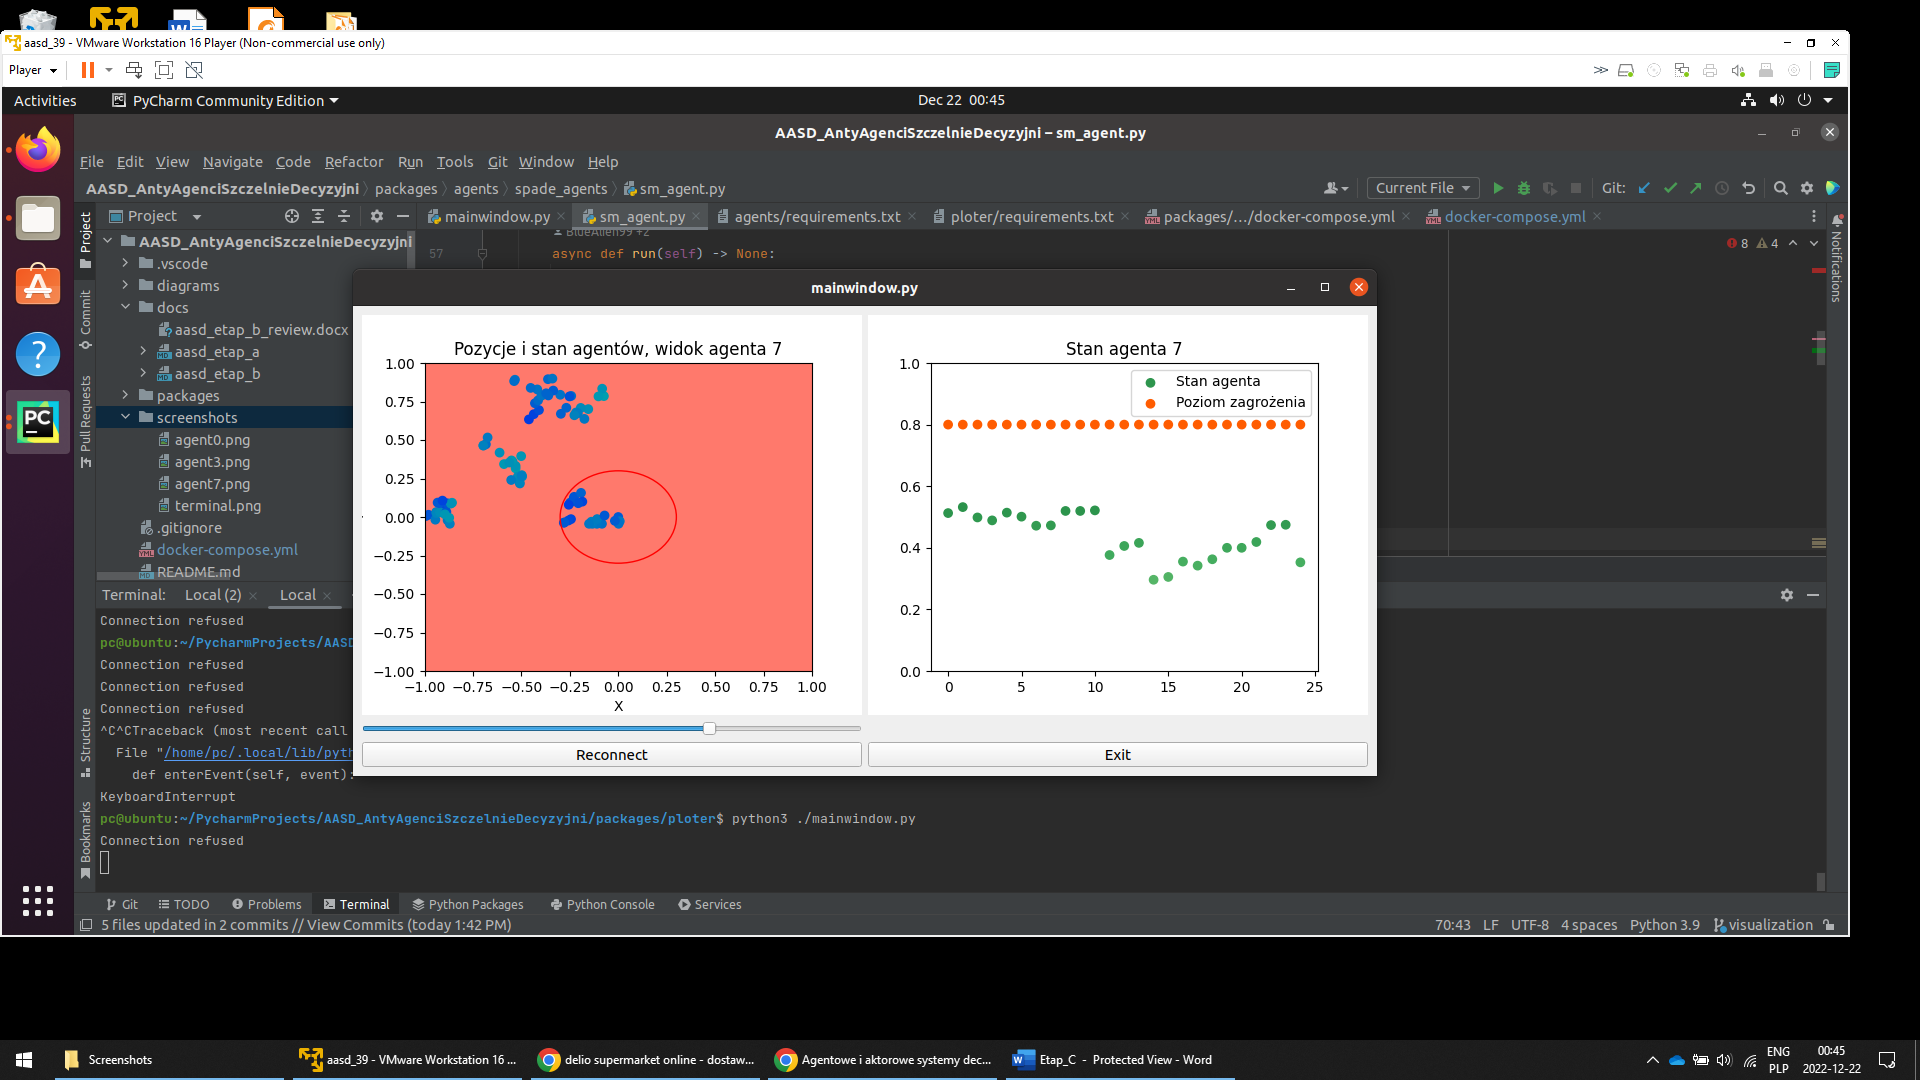 aasd_39 - VMware Workstation 16 Player (Non-commercial use only)
Player
Activities
PyCharm Community Edition
Dec 22 00:45
AASD_AntyAgenciSzczelnieDecyzyjni – sm_agent.py
File Edit View Navigate Code Refactor Run Tools Git Window Help
AASD_AntyAgenciSzczelnieDecyzyjni packages agents spade_agents sm_agent.py
Current File
Git:
Project
mainwindow.py
sm_agent.py
agents/requirements.txt
ploter/requirements.txt
packages/.../docker-compose.yml
docker-compose.yml
Project
Commit
Pull Requests
Structure
Bookmarks
Notifications
AASD_AntyAgenciSzczelnieDecyzyjni
.vscode
diagrams
docs
aasd_etap_b_review.docx
aasd_etap_a
aasd_etap_b
packages
screenshots
agent0.png
agent3.png
agent7.png
terminal.png
.gitignore
docker-compose.yml
README.md
BlueAlien99 +2
57 async def run(self) -> None:
8 4
mainwindow.py
Pozycje i stan agentów, widok agenta 7
1.00
0.75
0.50
0.25
0.00
−0.25
−0.50
−0.75
−1.00
−1.00 −0.75 −0.50 −0.25 0.00 0.25 0.50 0.75 1.00
X
Stan agenta 7
Stan agenta
Poziom zagrożenia
1.0
0.8
0.6
0.4
0.2
0.0
0 5 10 15 20 25
Reconnect
Exit
Terminal: Local (2) Local
Connection refused
pc@ubuntu:~/PycharmProjects/AASD
Connection refused
Connection refused
Connection refused
^C^CTraceback (most recent call
File "/home/pc/.local/lib/pyth
def enterEvent(self, event):
KeyboardInterrupt
pc@ubuntu:~/PycharmProjects/AASD_AntyAgenciSzczelnieDecyzyjni/packages/ploter$ python3 ./mainwindow.py
Connection refused
Git TODO Problems Terminal Python Packages Python Console Services
5 files updated in 2 commits // View Commits (today 1:42 PM)
70:43 LF UTF-8 4 spaces Python 3.9 visualization
Screenshots
aasd_39 - VMware Workstation 16 ...
delio supermarket online - dostaw...
Agentowe i aktorowe systemy dec...
Etap_C - Protected View - Word
ENG
PLP
00:45
2022-12-22